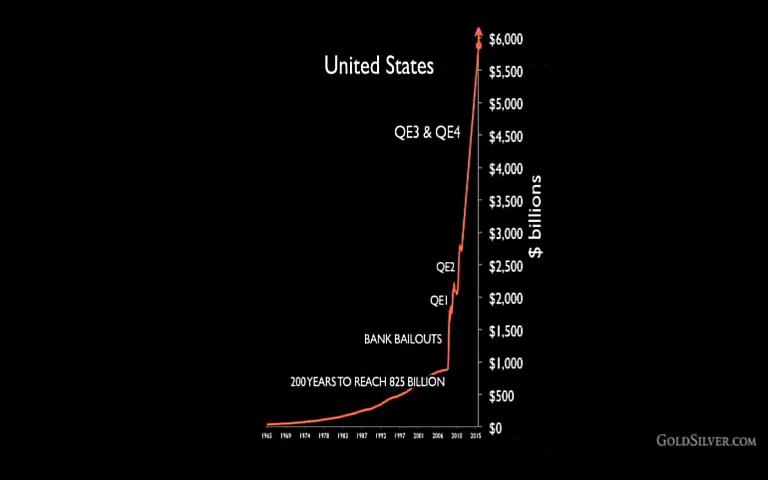 United States
QE3 & QE4
QE2
QE1
BANK BAILOUTS
200 YEARS TO REACH 825 BILLION
$6,000
$5,500
$5,000
$4,500
$4,000
$3,500
$3,000
$2,500
$2,000
$1,500
$1,000
$500
$0
$ billions
1965 1969 1974 1978 1983 1987 1992 1997 2001 2006 2010 2015
GOLDSILVER.COM